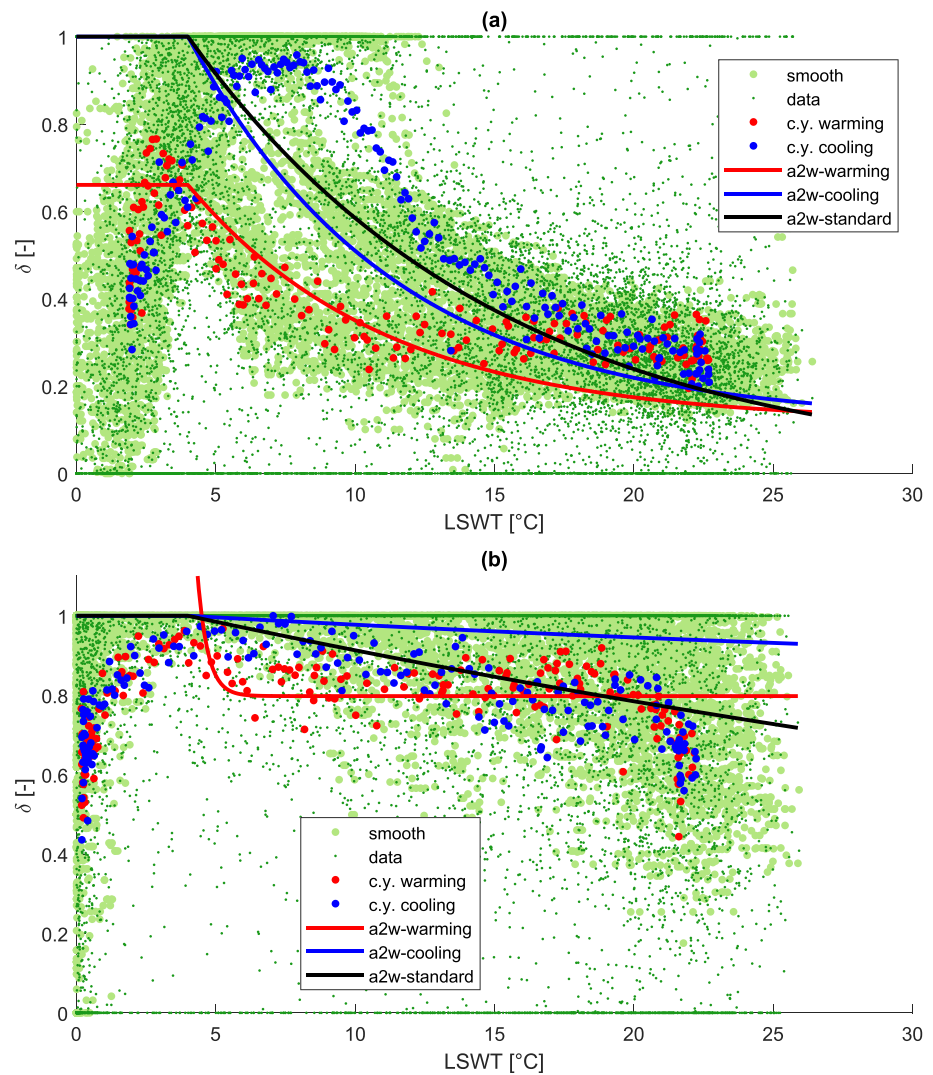 (a)
1
0.8
0.6
0.4
0.2
0
δ [-]
smooth
data
c.y. warming
c.y. cooling
a2w-warming
a2w-cooling
a2w-standard
0 5 10 15 20 25 30
LSWT [°C]
(b)
1
0.8
0.6
0.4
0.2
0
δ [-]
smooth
data
c.y. warming
c.y. cooling
a2w-warming
a2w-cooling
a2w-standard
0 5 10 15 20 25 30
LSWT [°C]